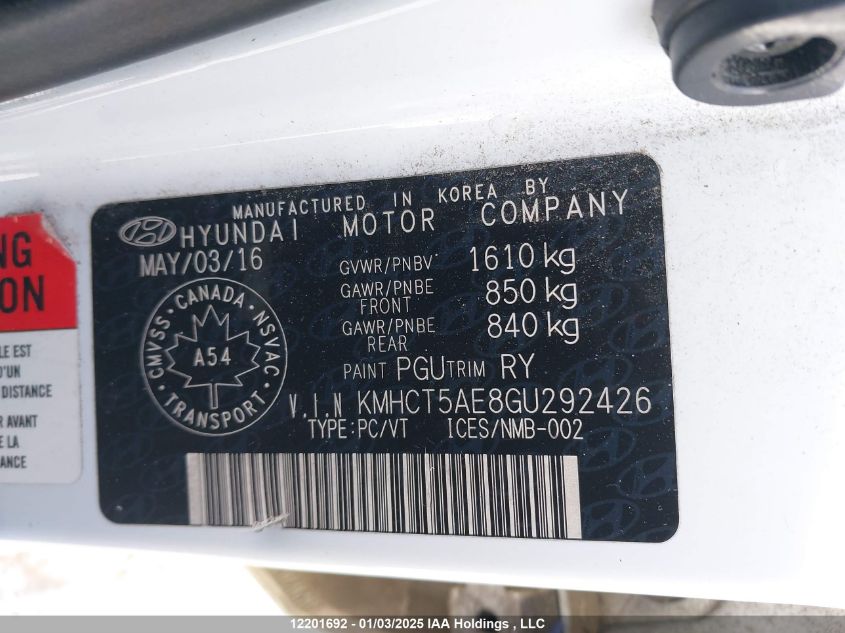 MANUFACTURED IN KOREA BY
HYUNDAI MOTOR COMPANY
MAY/03/16
GVWR/PNBV 1610 kg
GAWR/PNBE FRONT 850 kg
GAWR/PNBE REAR 840 kg
PAINT PGU TRIM RY
V.I.N KMHCT5AE8GU292426
TYPE:PC/VT ICES/NMB-002
CMVSS · CANADA · NSVAC
A54
TRANSPORT
NG
ON
LE EST
D'UN
DISTANCE
R AVANT
E LA
ANCE
12201692 - 01/03/2025 IAA Holdings , LLC